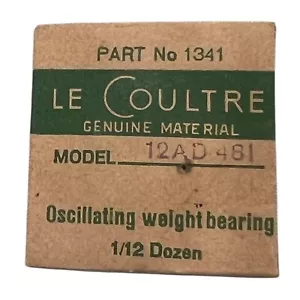 PART No 1341
LE COULTRE
GENUINE MATERIAL
MODEL 12AD 481
Oscillating weight bearing
1/12 Dozen